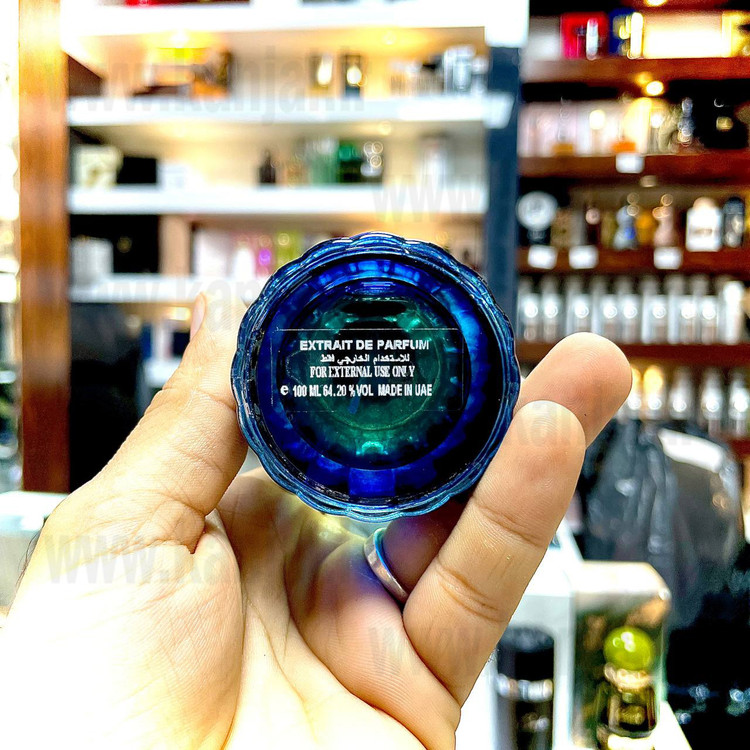 EXTRAIT DE PARFUM
للاستخدام الخارجي فقط
FOR EXTERNAL USE ONLY
e 100 ML 64.20 %VOL MADE IN UAE